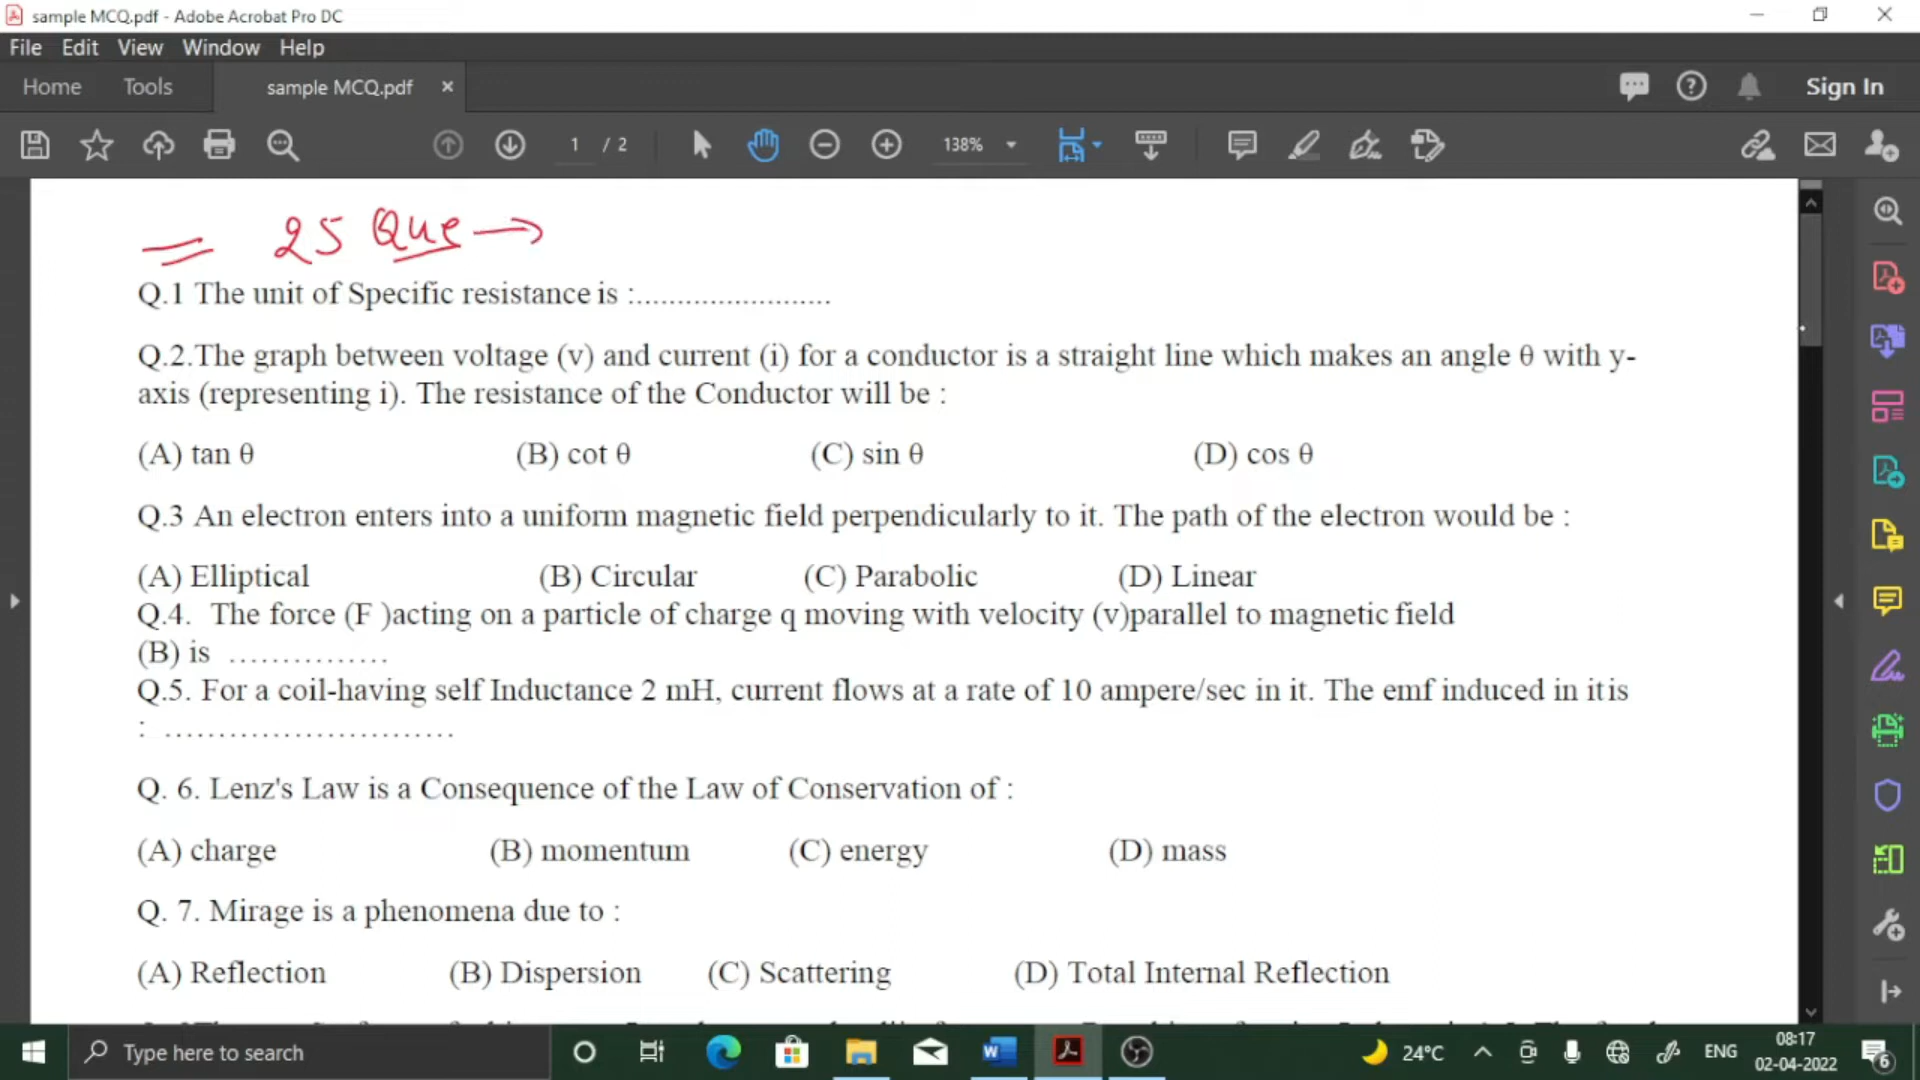 sample MCQ.pdf - Adobe Acrobat Pro DC
File Edit View Window Help
Home Tools sample MCQ.pdf × Sign In
1 / 2 138%
25 Que →
Q.1 The unit of Specific resistance is :........................
Q.2.The graph between voltage (v) and current (i) for a conductor is a straight line which makes an angle θ with y-
axis (representing i). The resistance of the Conductor will be :
(A) tan θ (B) cot θ (C) sin θ (D) cos θ
Q.3 An electron enters into a uniform magnetic field perpendicularly to it. The path of the electron would be :
(A) Elliptical (B) Circular (C) Parabolic (D) Linear
Q.4. The force (F )acting on a particle of charge q moving with velocity (v)parallel to magnetic field
(B) is ...............
Q.5. For a coil-having self Inductance 2 mH, current flows at a rate of 10 ampere/sec in it. The emf induced in it is
: ...........................
Q. 6. Lenz's Law is a Consequence of the Law of Conservation of :
(A) charge (B) momentum (C) energy (D) mass
Q. 7. Mirage is a phenomena due to :
(A) Reflection (B) Dispersion (C) Scattering (D) Total Internal Reflection
Type here to search 24°C ENG 08:17
02-04-2022 6